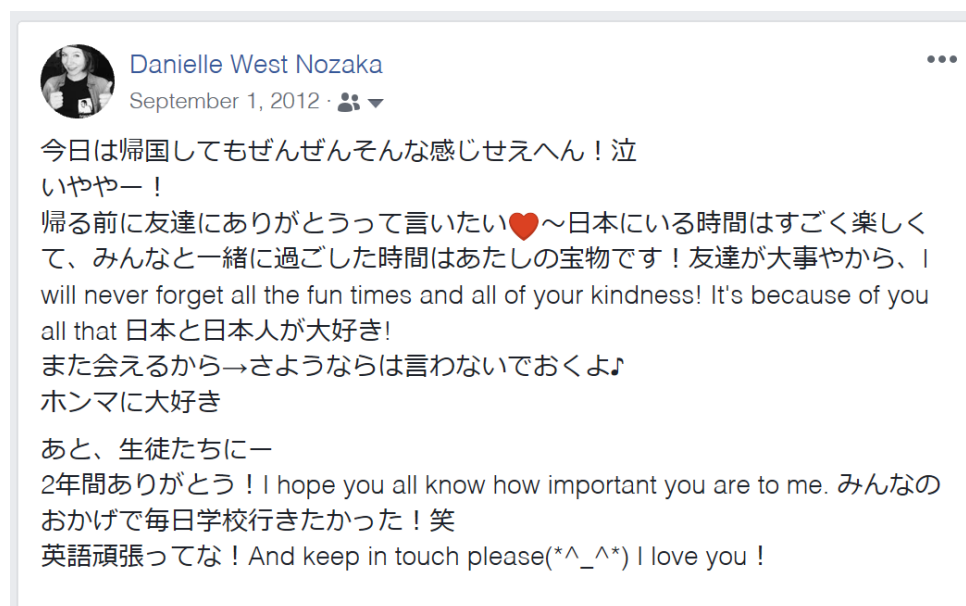 Danielle West Nozaka
September 1, 2012 ·
今日は帰国してもぜんぜんそんな感じせえへん！泣
いややー！
帰る前に友達にありがとうって言いたい❤～日本にいる時間はすごく楽しく
て、みんなと一緒に過ごした時間はあたしの宝物です！友達が大事やから、I
will never forget all the fun times and all of your kindness! It's because of you
all that 日本と日本人が大好き!
また会えるから→さようならは言わないでおくよ♪
ホンマに大好き
あと、生徒たちにー
2年間ありがとう！I hope you all know how important you are to me. みんなの
おかげで毎日学校行きたかった！笑
英語頑張ってな！And keep in touch please(*^_^*) I love you！